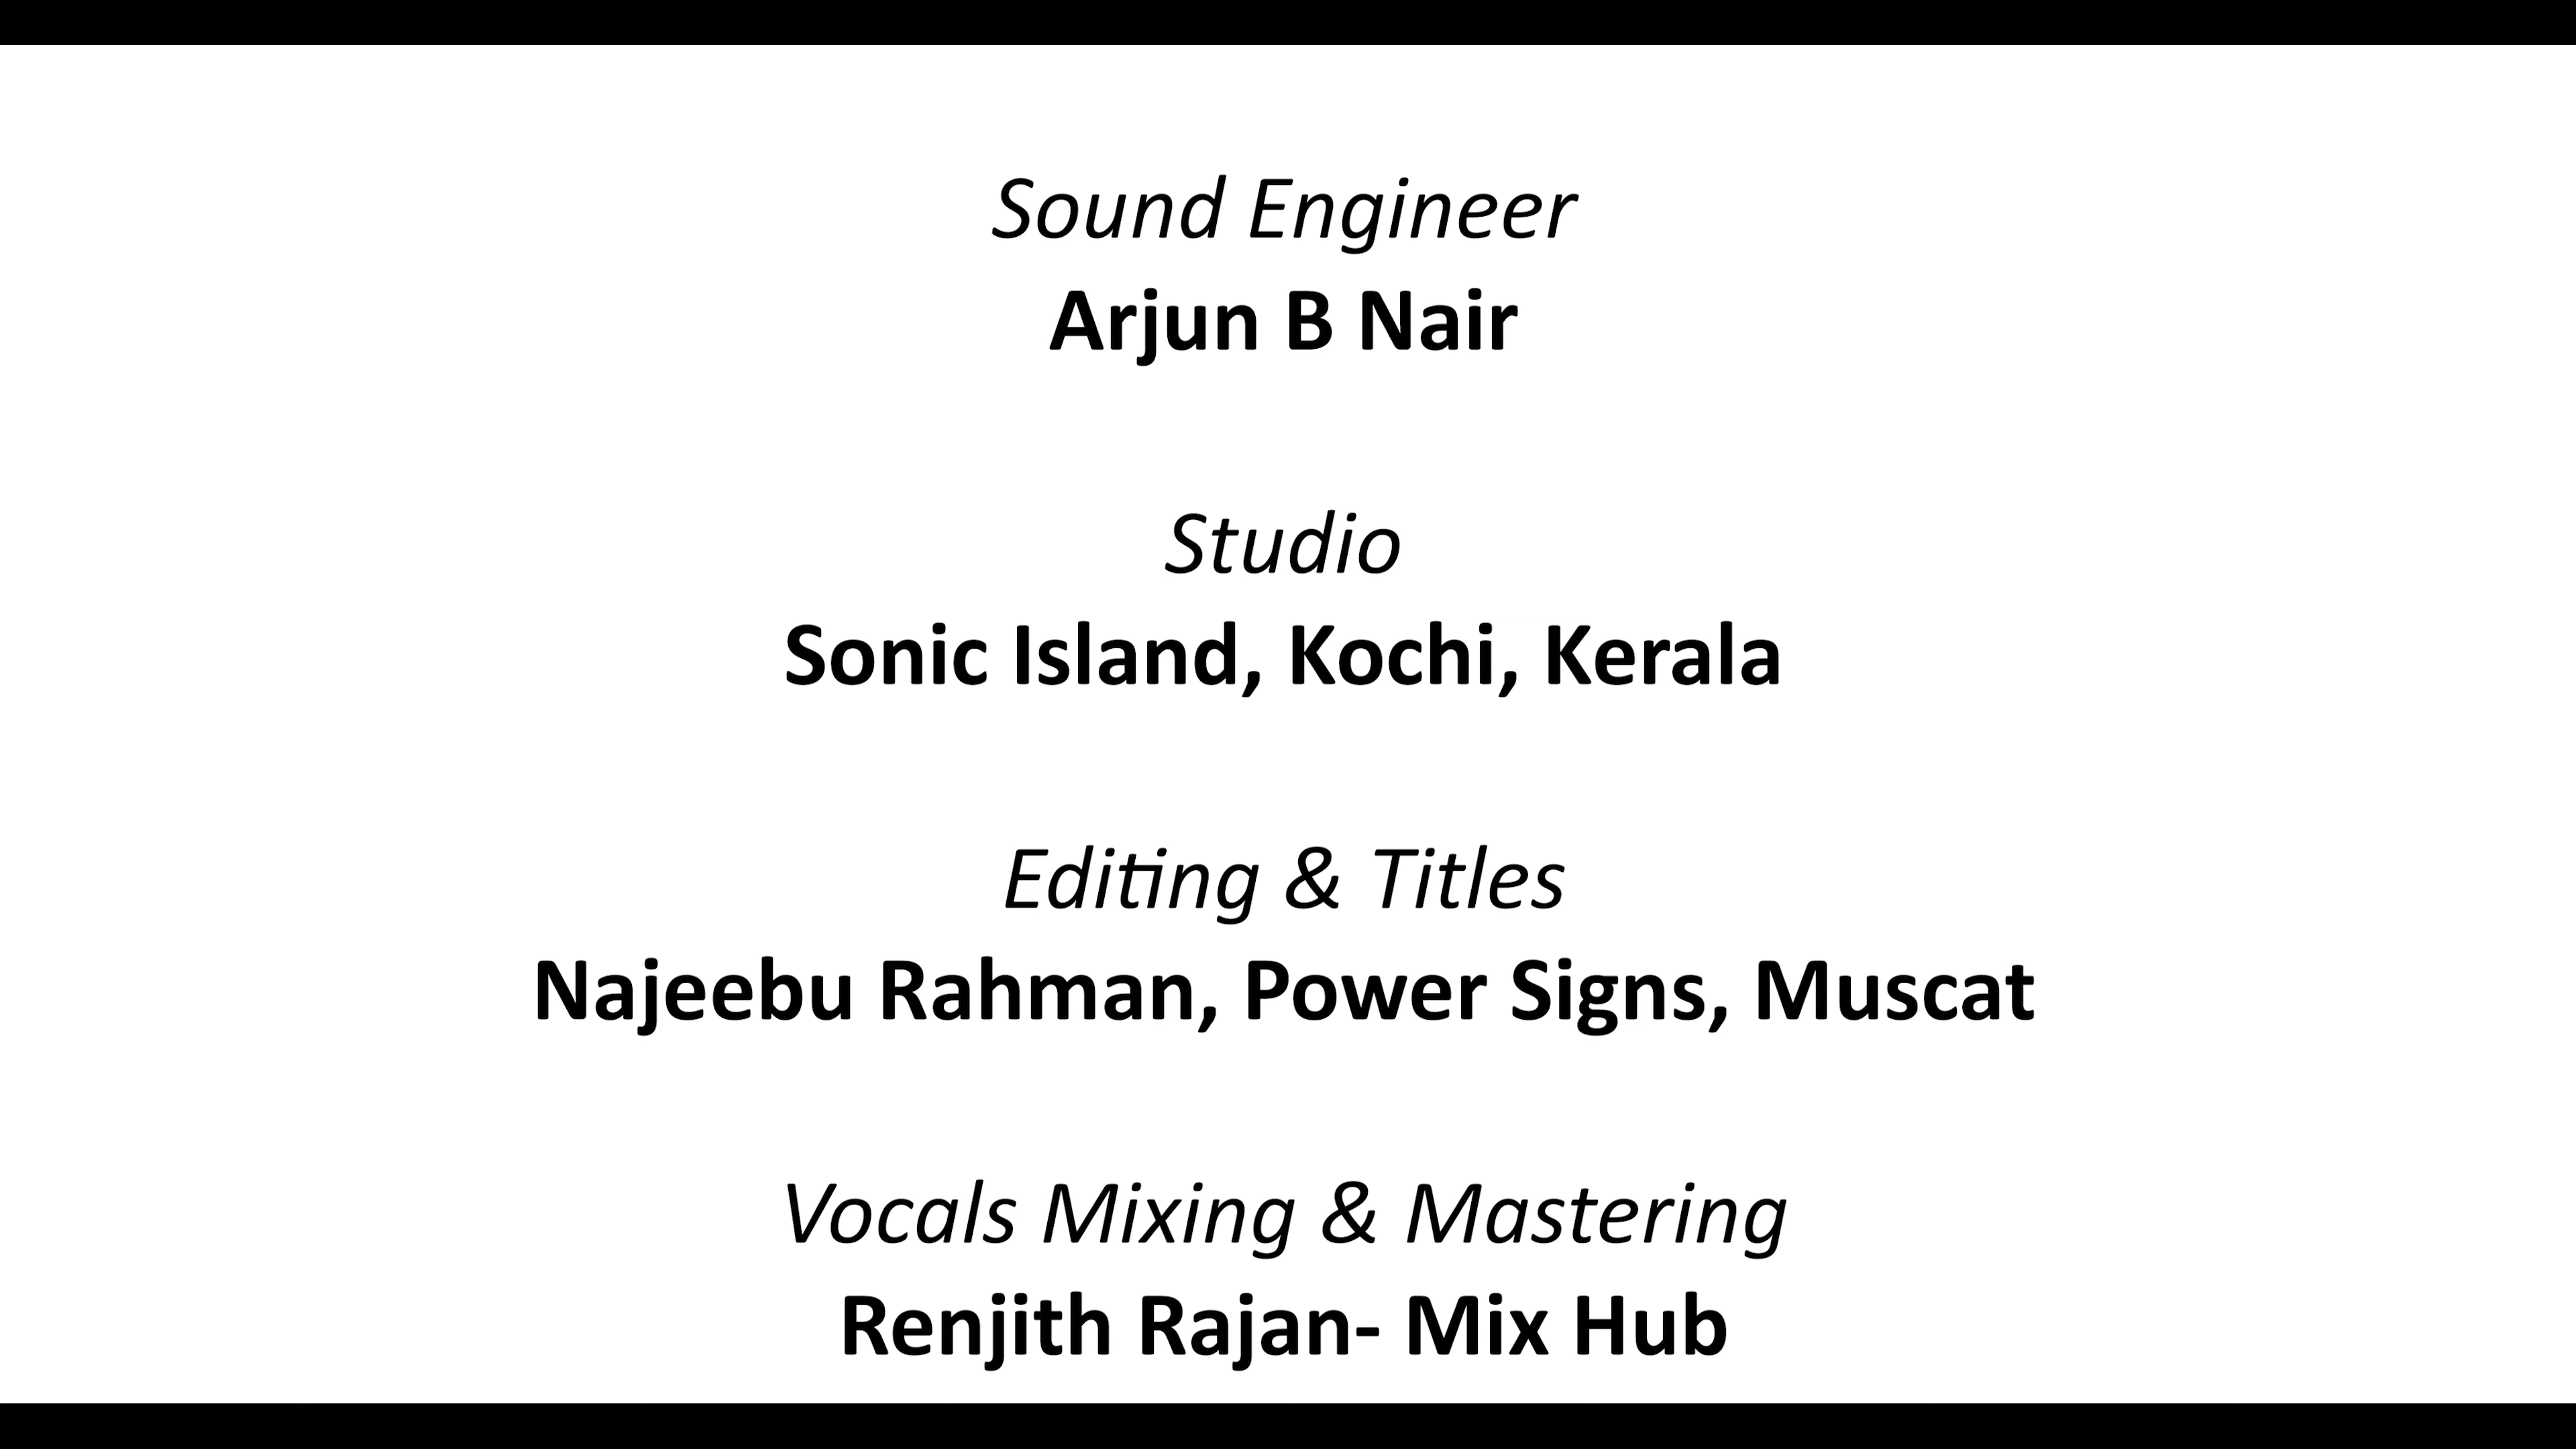 Sound Engineer
Arjun B Nair
Studio
Sonic Island, Kochi, Kerala
Editing & Titles
Najeebu Rahman, Power Signs, Muscat
Vocals Mixing & Mastering
Renjith Rajan- Mix Hub